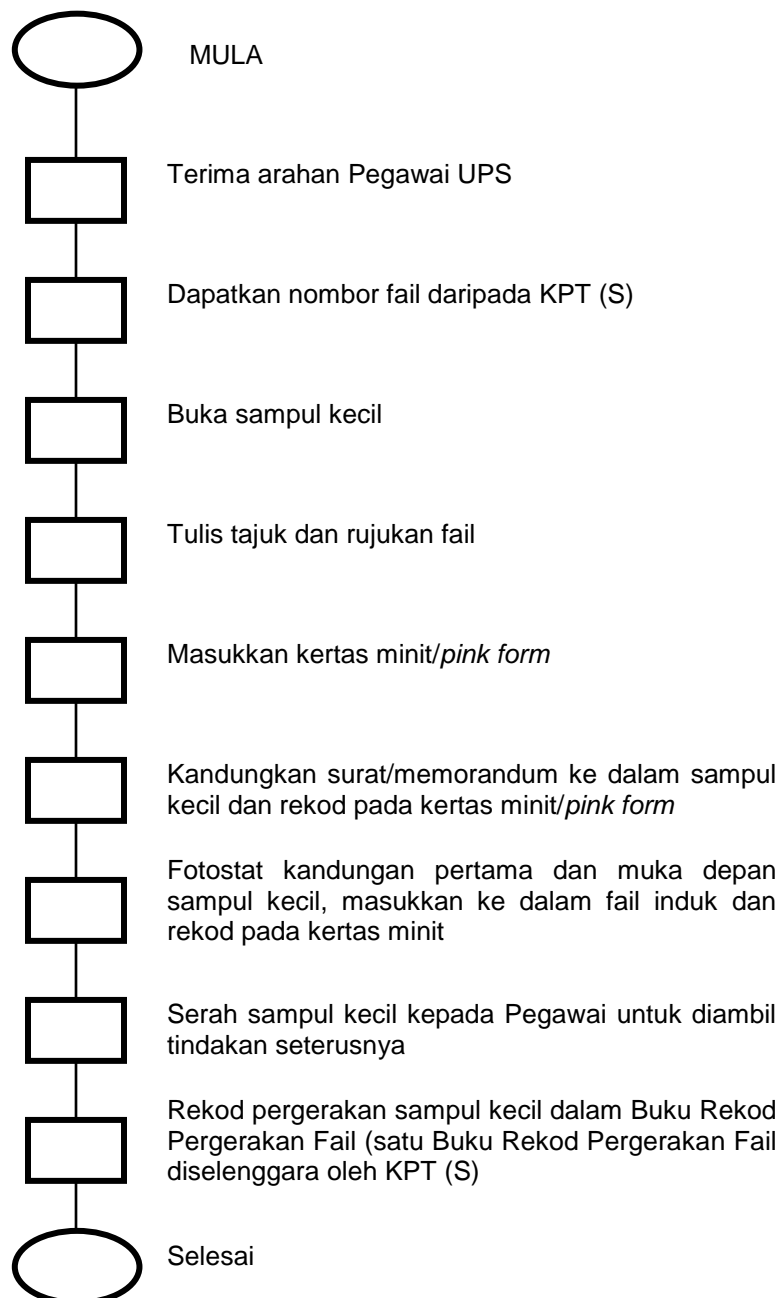 MULA
Terima arahan Pegawai UPS
Dapatkan nombor fail daripada KPT (S)
Buka sampul kecil
Tulis tajuk dan rujukan fail
Masukkan kertas minit/pink form
Kandungkan surat/memorandum ke dalam sampul
kecil dan rekod pada kertas minit/pink form
Fotostat kandungan pertama dan muka depan
sampul kecil, masukkan ke dalam fail induk dan
rekod pada kertas minit
Serah sampul kecil kepada Pegawai untuk diambil
tindakan seterusnya
Rekod pergerakan sampul kecil dalam Buku Rekod
Pergerakan Fail (satu Buku Rekod Pergerakan Fail
diselenggara oleh KPT (S)
Selesai